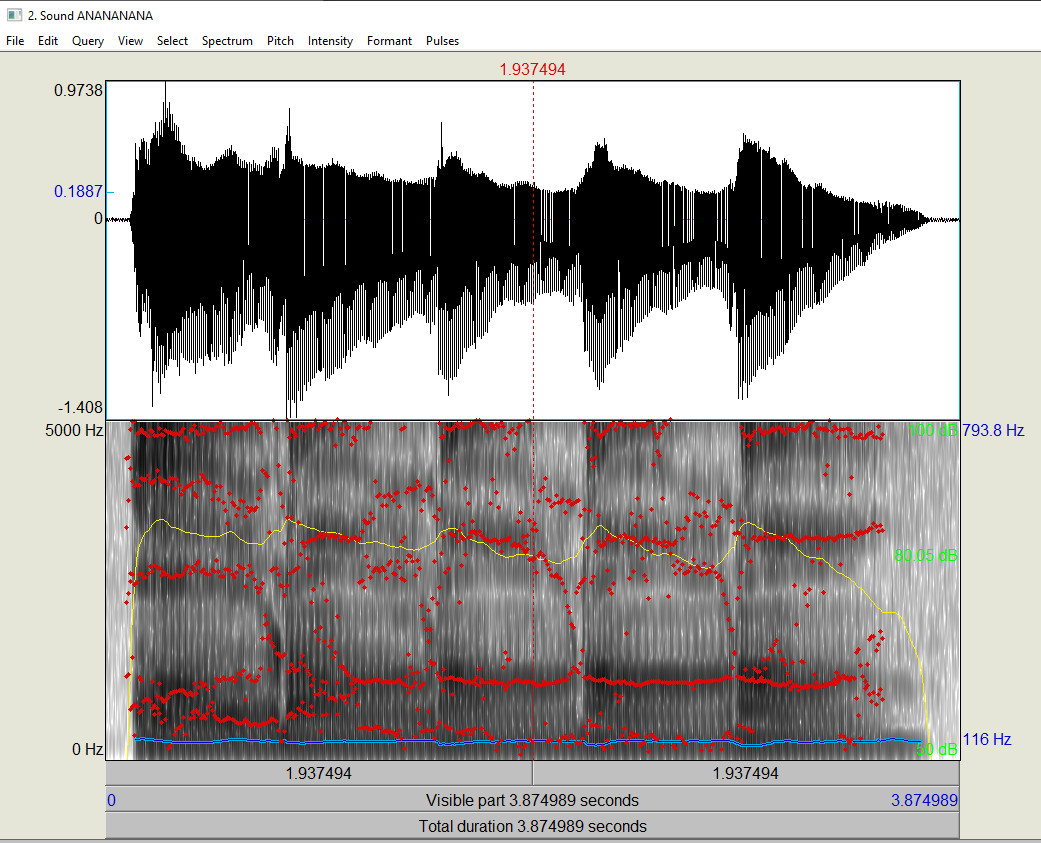 2. Sound ANANANANA
File Edit Query View Select Spectrum Pitch Intensity Formant Pulses
1.937494
0.9738
0.1887
0
-1.408
5000 Hz 100 dB 793.8 Hz
80.05 dB
0 Hz 50 dB 116 Hz
1.937494 1.937494
0 Visible part 3.874989 seconds 3.874989
Total duration 3.874989 seconds